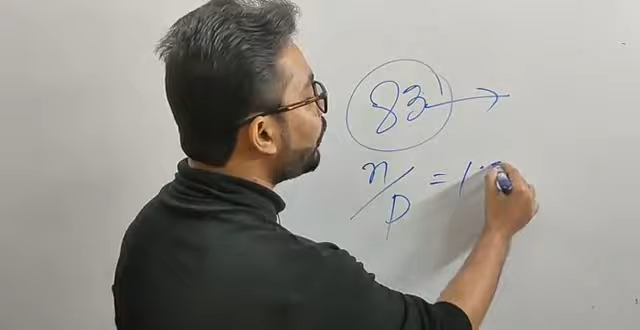 83' →
n/p = 1